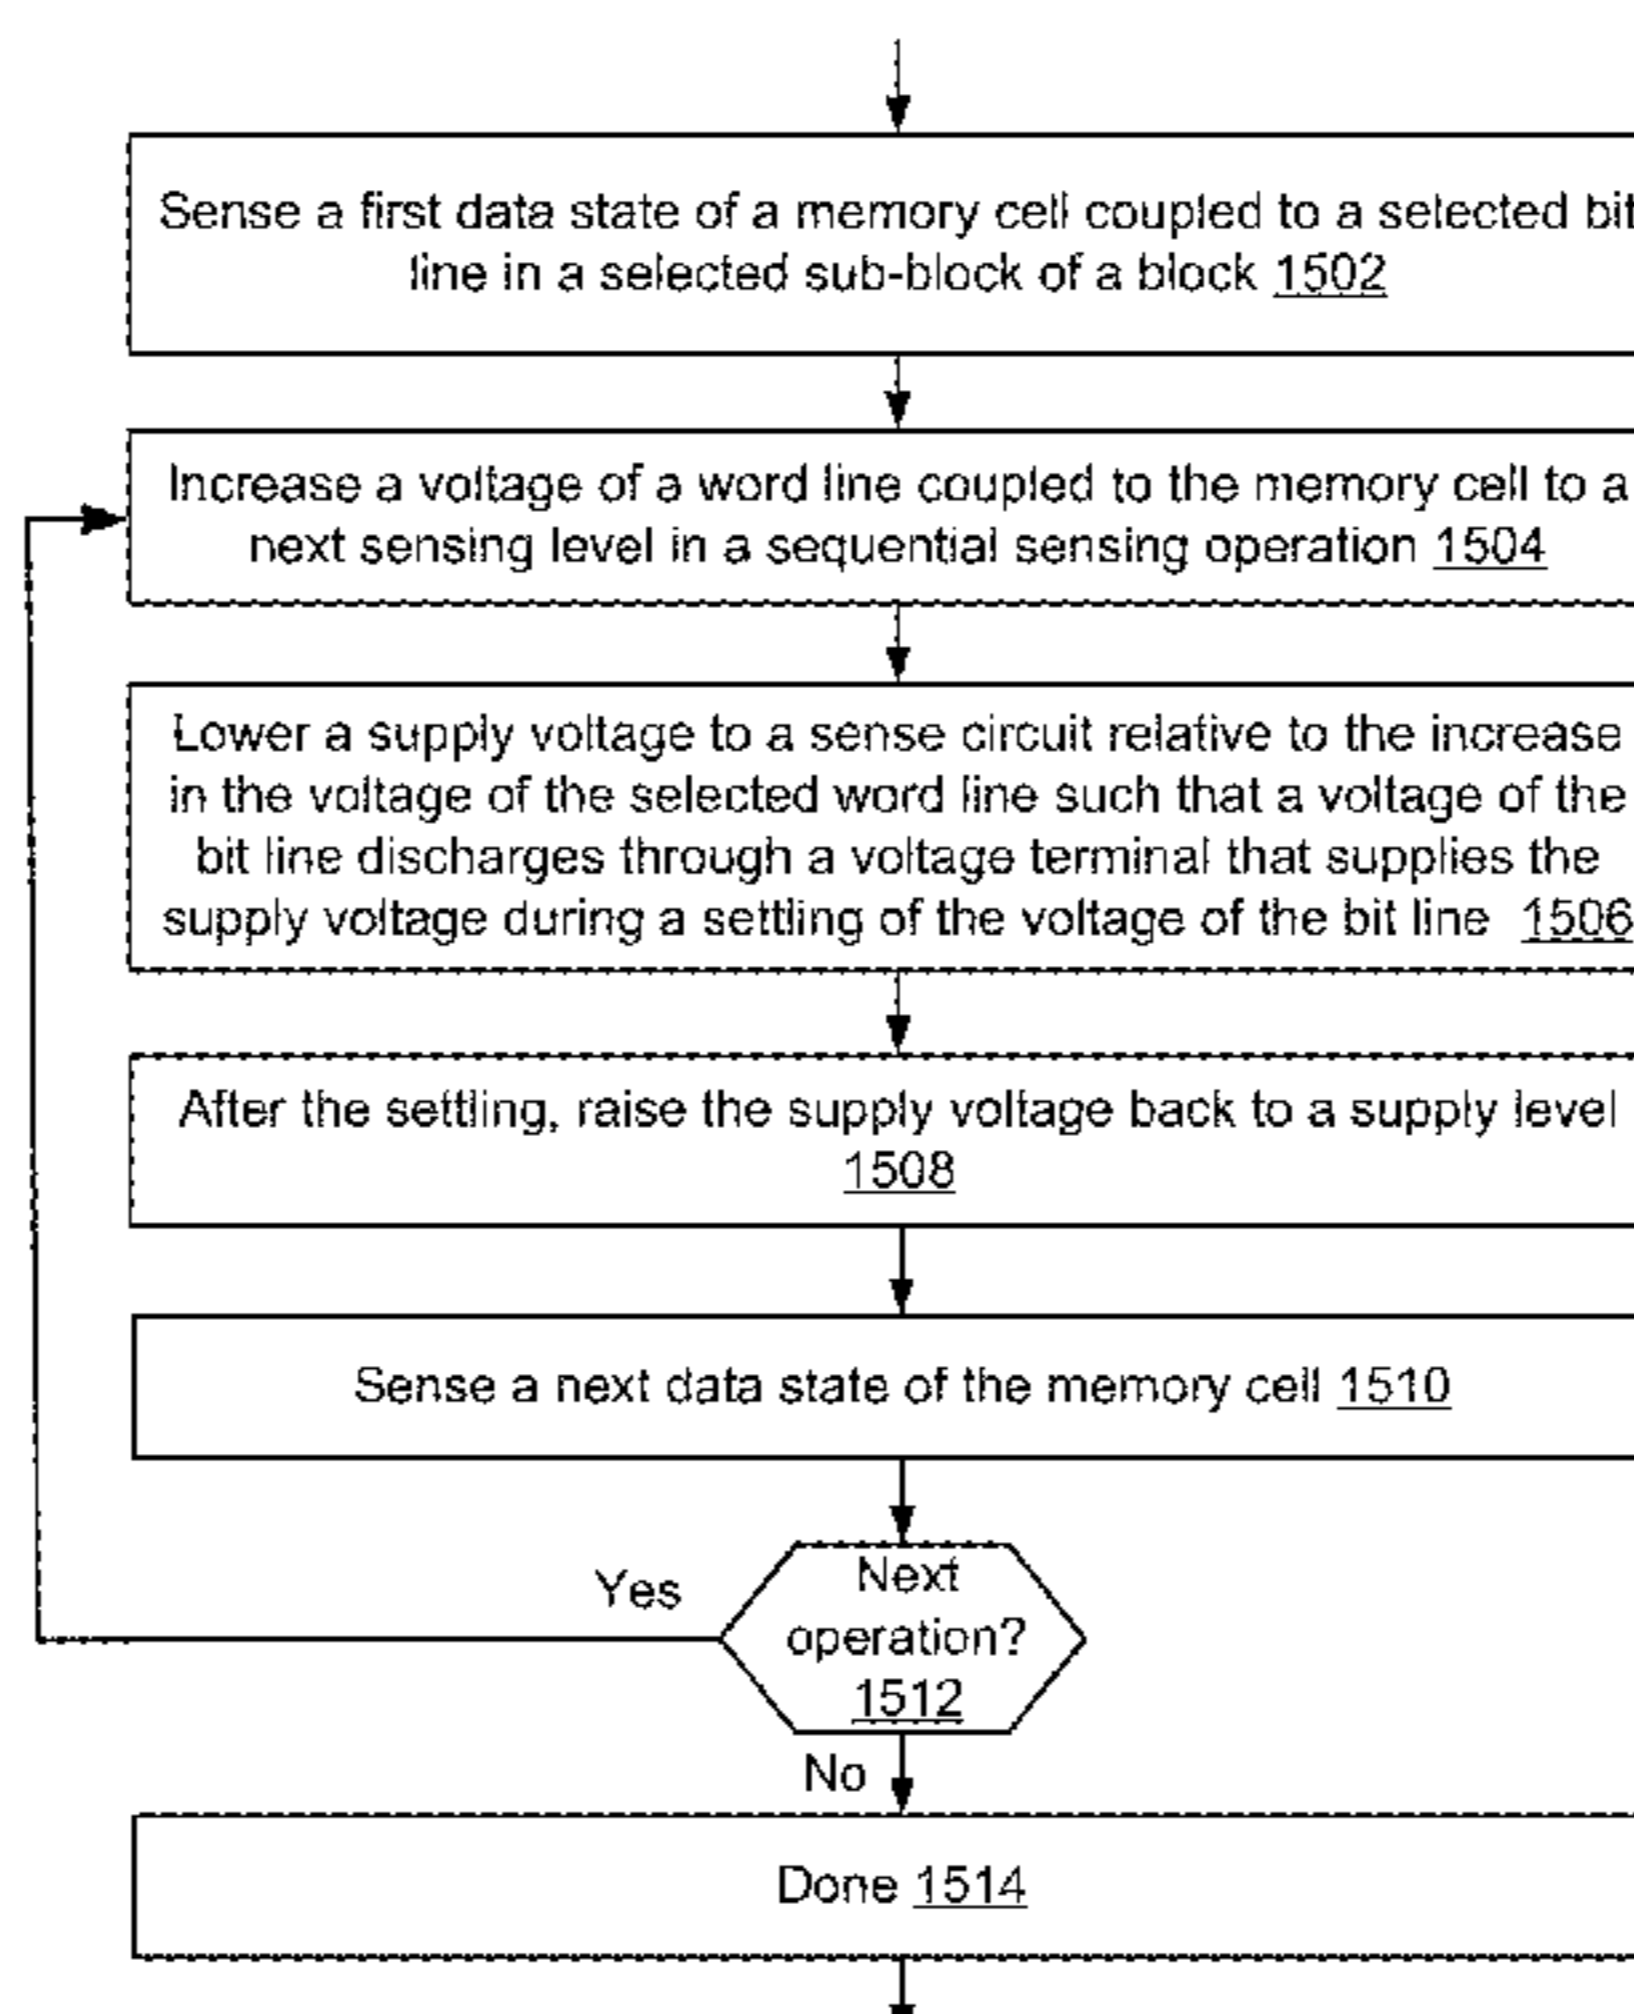 Sense a first data state of a memory cell coupled to a selected bit
line in a selected sub-block of a block 1502
Increase a voltage of a word line coupled to the memory cell to a
next sensing level in a sequential sensing operation 1504
Lower a supply voltage to a sense circuit relative to the increase
in the voltage of the selected word line such that a voltage of the
bit line discharges through a voltage terminal that supplies the
supply voltage during a settling of the voltage of the bit line 1506
After the settling, raise the supply voltage back to a supply level
1508
Sense a next data state of the memory cell 1510
Yes
Next
operation?
1512
No
Done 1514